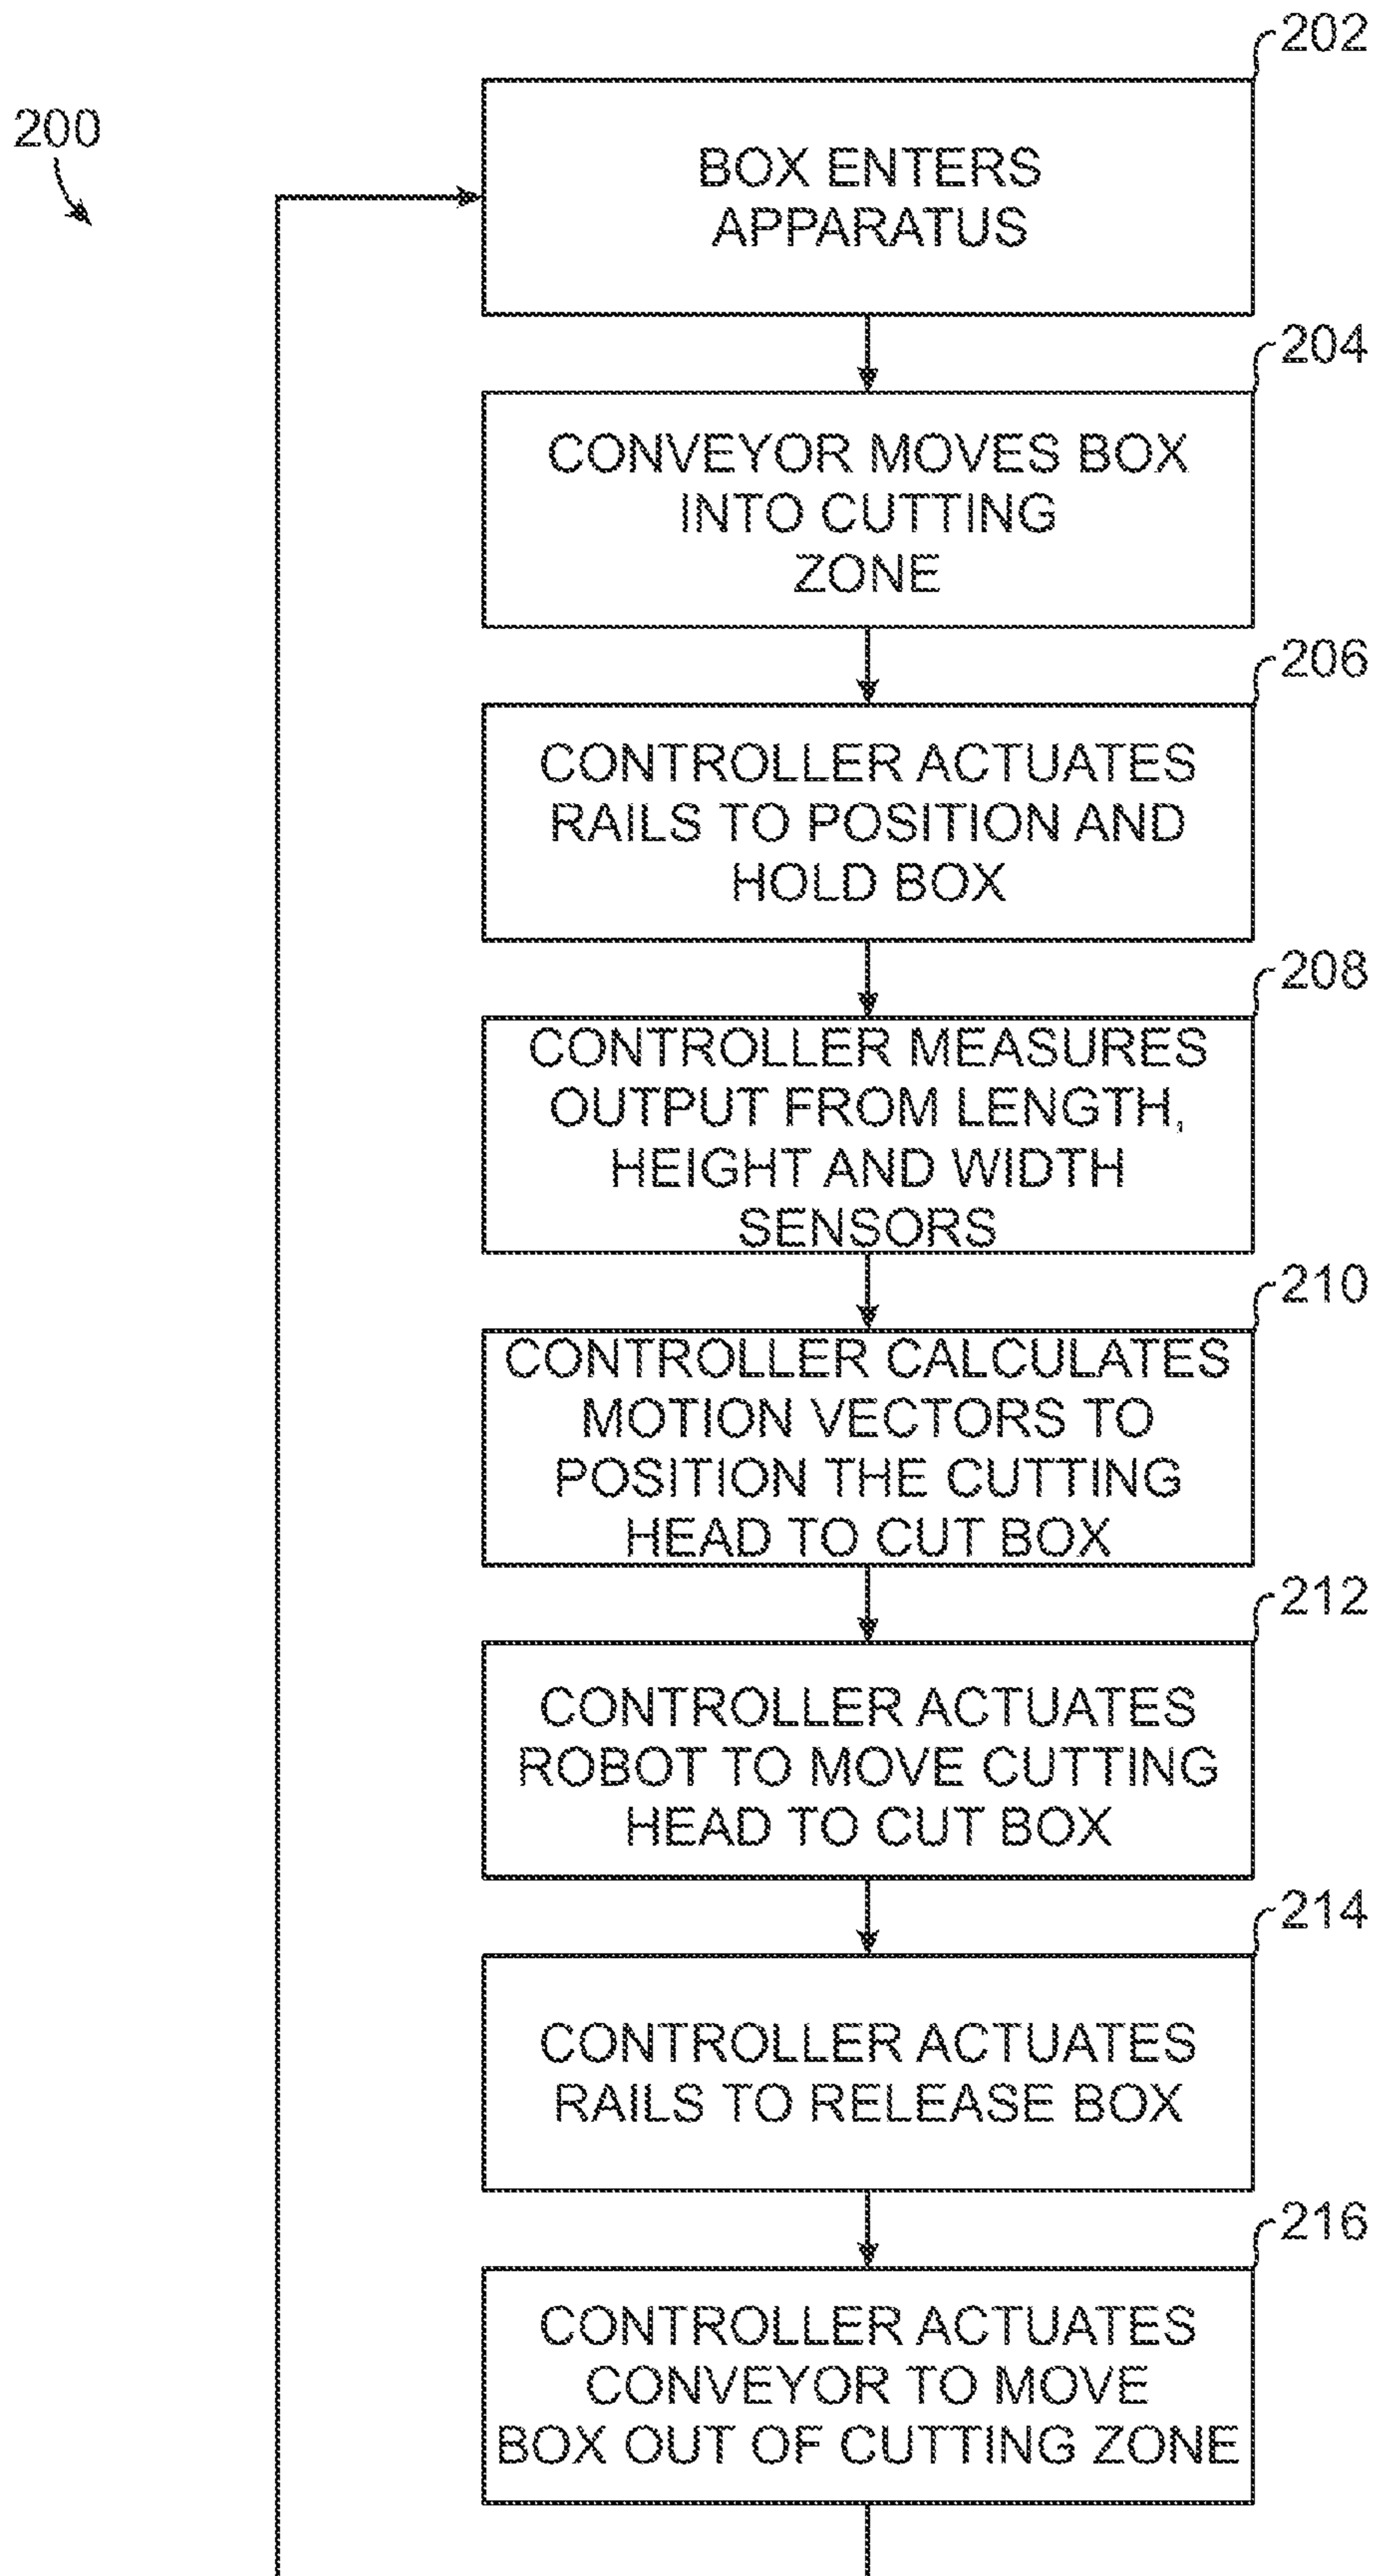 200
202
BOX ENTERS
APPARATUS
204
CONVEYOR MOVES BOX
INTO CUTTING
ZONE
206
CONTROLLER ACTUATES
RAILS TO POSITION AND
HOLD BOX
208
CONTROLLER MEASURES
OUTPUT FROM LENGTH,
HEIGHT AND WIDTH
SENSORS
210
CONTROLLER CALCULATES
MOTION VECTORS TO
POSITION THE CUTTING
HEAD TO CUT BOX
212
CONTROLLER ACTUATES
ROBOT TO MOVE CUTTING
HEAD TO CUT BOX
214
CONTROLLER ACTUATES
RAILS TO RELEASE BOX
216
CONTROLLER ACTUATES
CONVEYOR TO MOVE
BOX OUT OF CUTTING ZONE